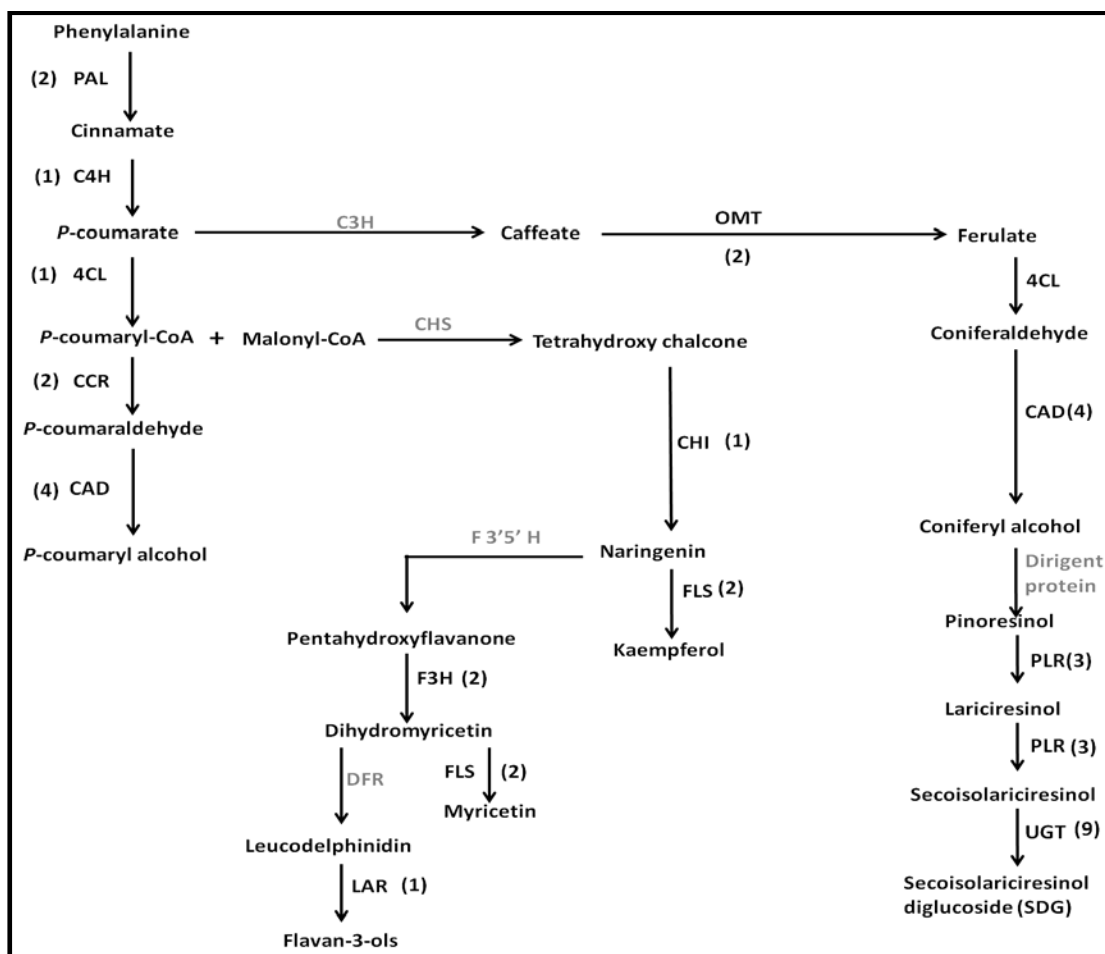 Phenylalanine
(2) PAL
Cinnamate
(1) C4H
P-coumarate
C3H
Caffeate
OMT
(2)
Ferulate
(1) 4CL
4CL
P-coumaryl-CoA + Malonyl-CoA
CHS
Tetrahydroxy chalcone
Coniferaldehyde
(2) CCR
P-coumaraldehyde
CHI (1)
CAD(4)
(4) CAD
P-coumaryl alcohol
F 3’5’ H
Naringenin
Coniferyl alcohol
FLS (2)
Dirigent
protein
Pentahydroxyflavanone
Kaempferol
Pinoresinol
F3H (2)
PLR(3)
Dihydromyricetin
Lariciresinol
DFR
FLS (2)
PLR (3)
Myricetin
Secoisolariciresinol
Leucodelphinidin
UGT (9)
LAR (1)
Secoisolariciresinol
diglucoside (SDG)
Flavan-3-ols